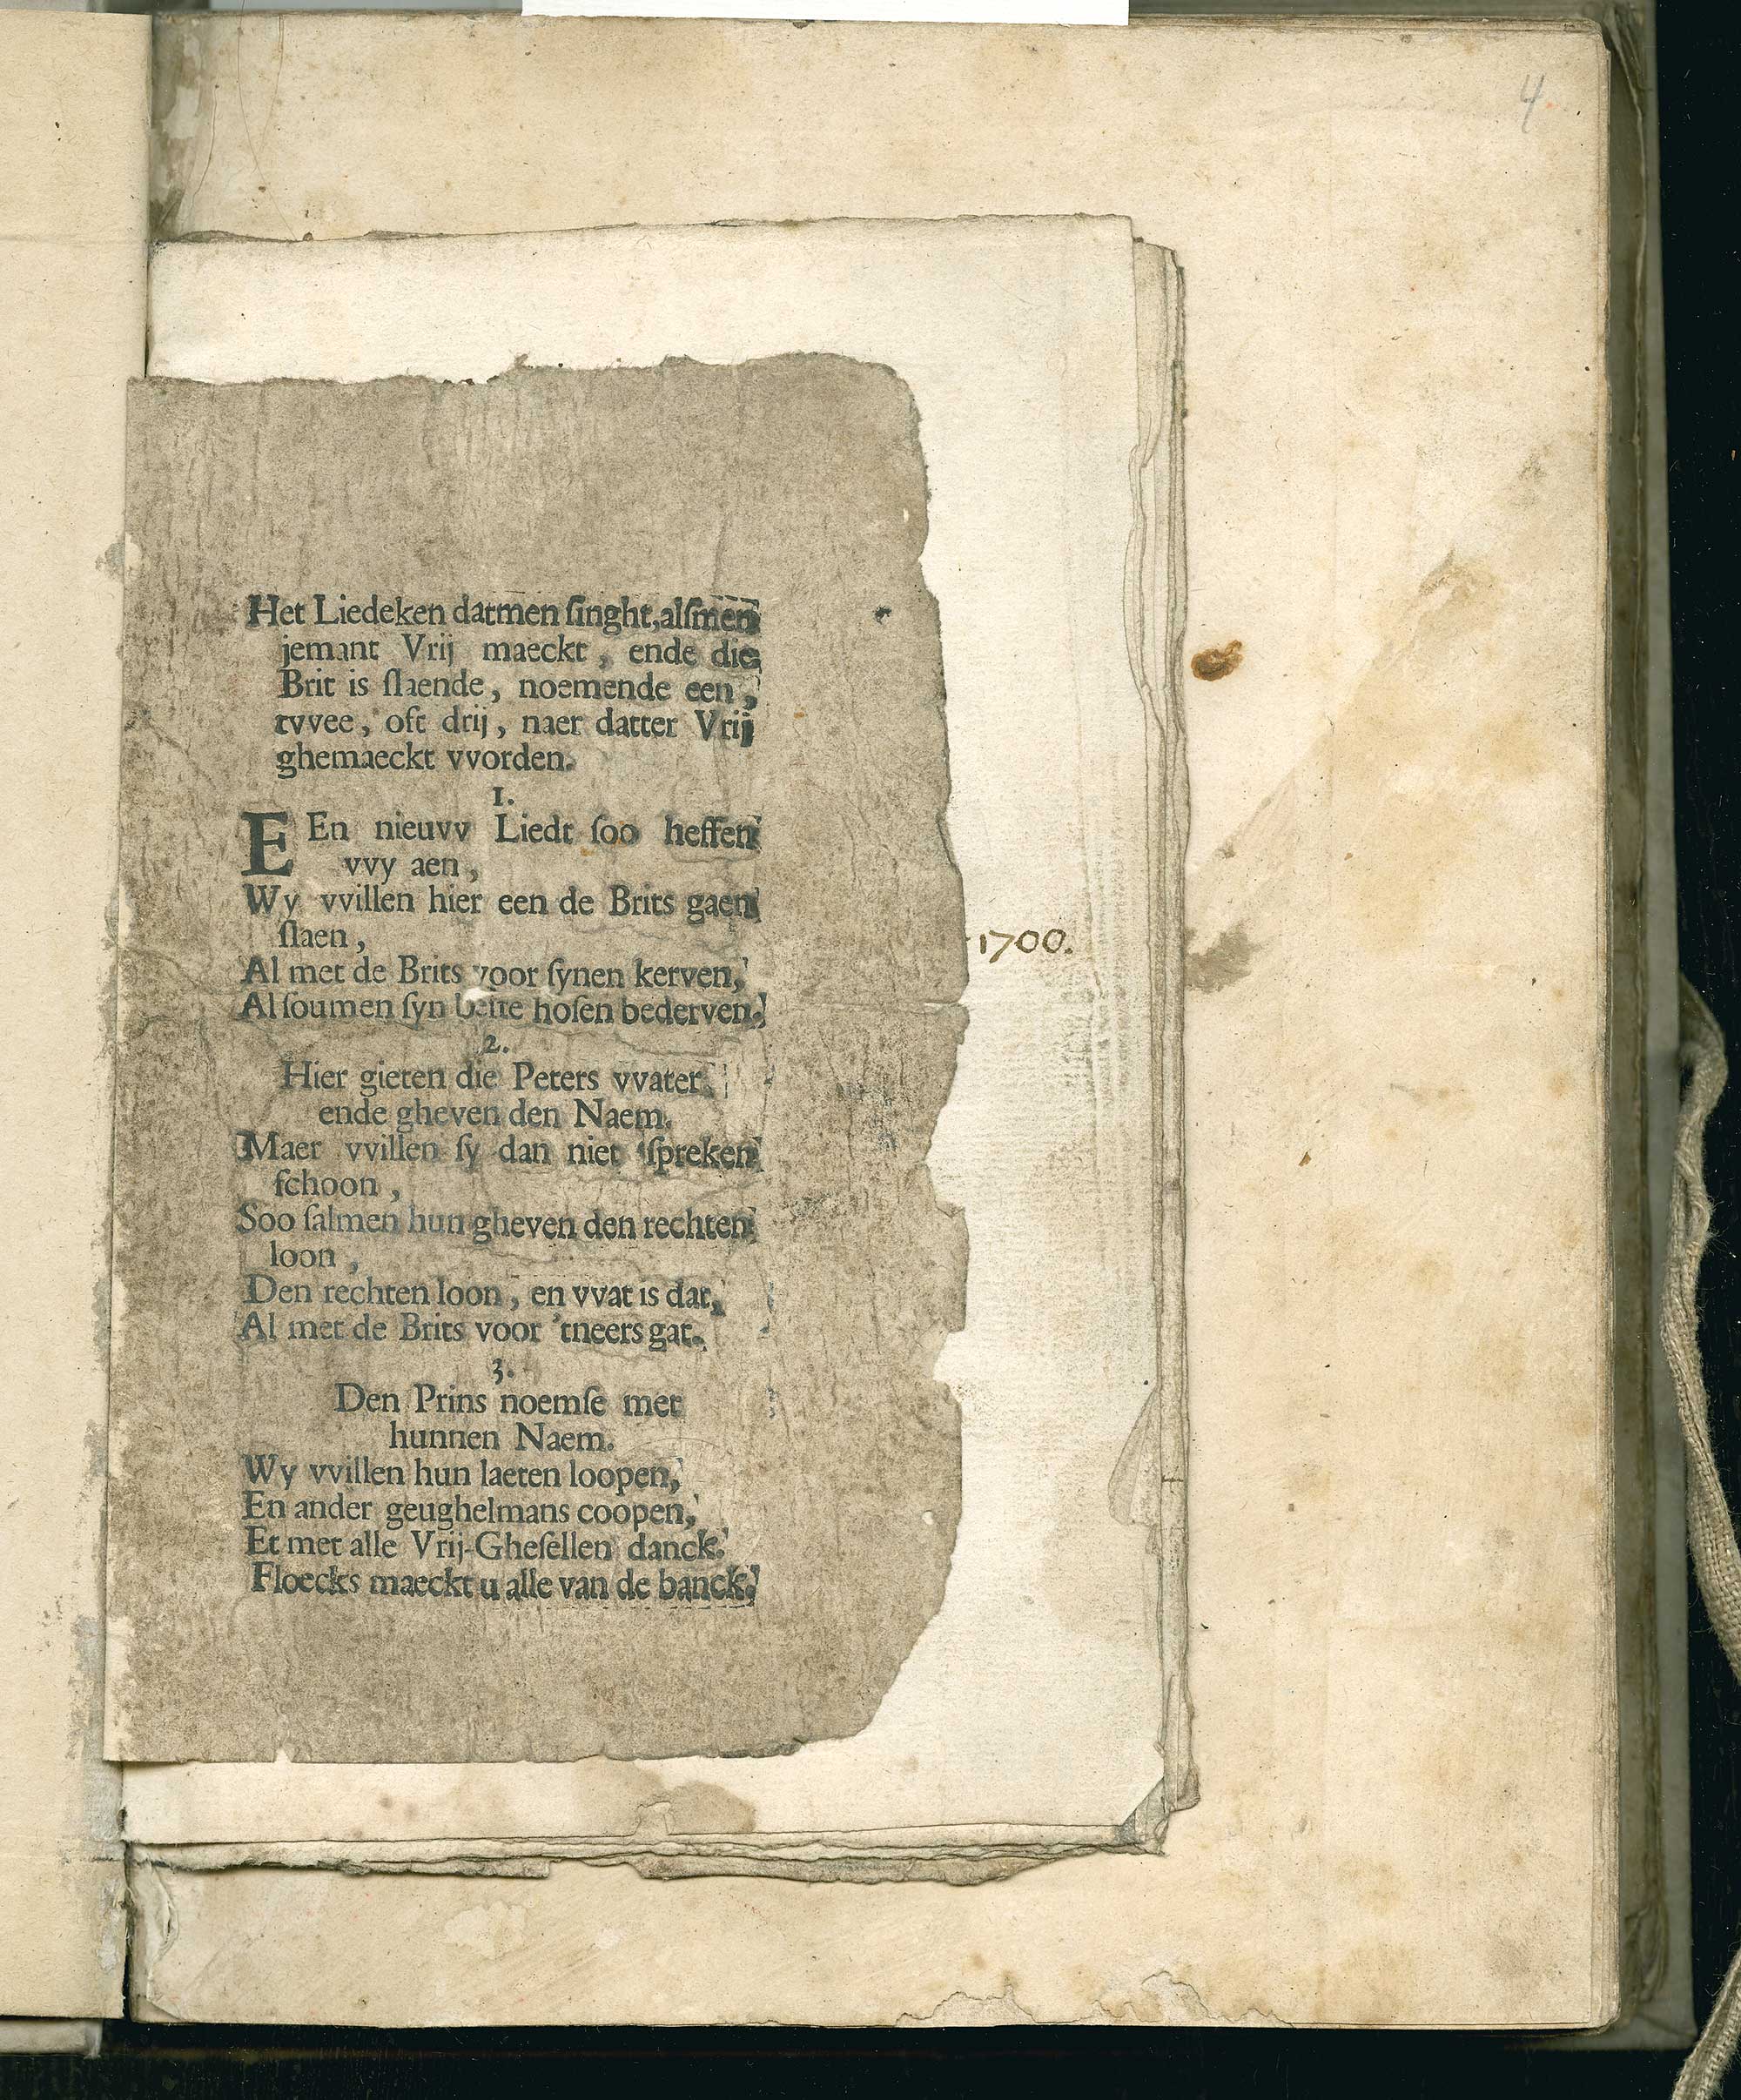 4
Het Liedeken datmen ſinght, alſmen
jemant Vrij maeckt, ende die
Brit is ſlaende, noemende een,
tvvee, oft drij, naer datter Vrij
ghemaeckt vvorden.
1.
EEn nieuvv Liedt ſoo heffen
vvy aen,
Wy vvillen hier een de Brits gaen
ſlaen,
1700.
Al met de Brits voor ſynen kerven,
Al ſoumen ſyn beſte hoſen bederven.
2.
Hier gieten die Peters vvater
ende gheven den Naem.
Maer vvillen ſy dan niet ſpreken
ſchoon,
Soo ſalmen hun gheven den rechten
loon,
Den rechten loon, en vvat is dat,
Al met de Brits voor 'tneers gat.
3.
Den Prins noemſe met
hunnen Naem.
Wy vvillen hun laeten loopen,
En ander geughelmans coopen,
Et met alle Vrij-Gheſellen danck.
Floecks maeckt u alle van de banck.